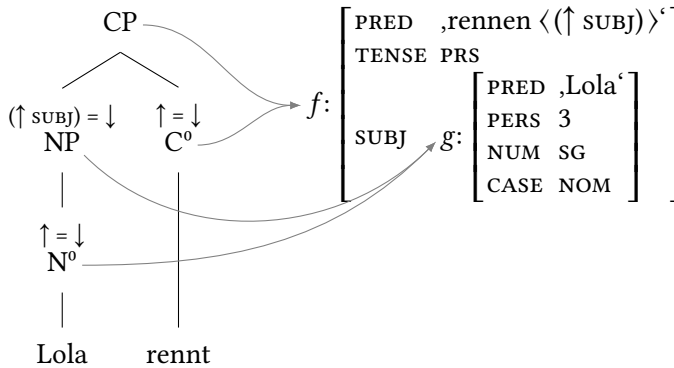 CP
PRED ‚rennen ⟨(↑ SUBJ)⟩‘
TENSE PRS
f:
SUBJ g:
PRED ‚Lola‘
PERS 3
NUM SG
CASE NOM
(↑ SUBJ) = ↓ ↑ = ↓
NP C⁰
↑ = ↓
N⁰
Lola rennt